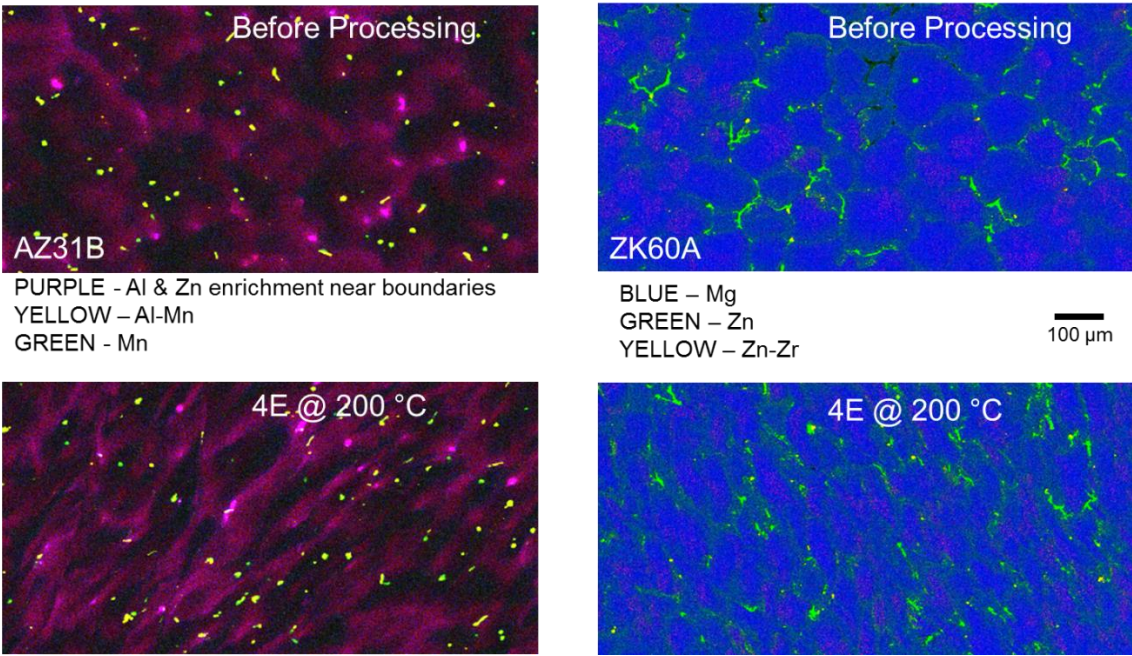 Before Processing
AZ31B
PURPLE - Al & Zn enrichment near boundaries
YELLOW – Al-Mn
GREEN - Mn
Before Processing
ZK60A
BLUE – Mg
GREEN – Zn
YELLOW – Zn-Zr
100 µm
4E @ 200 °C
4E @ 200 °C